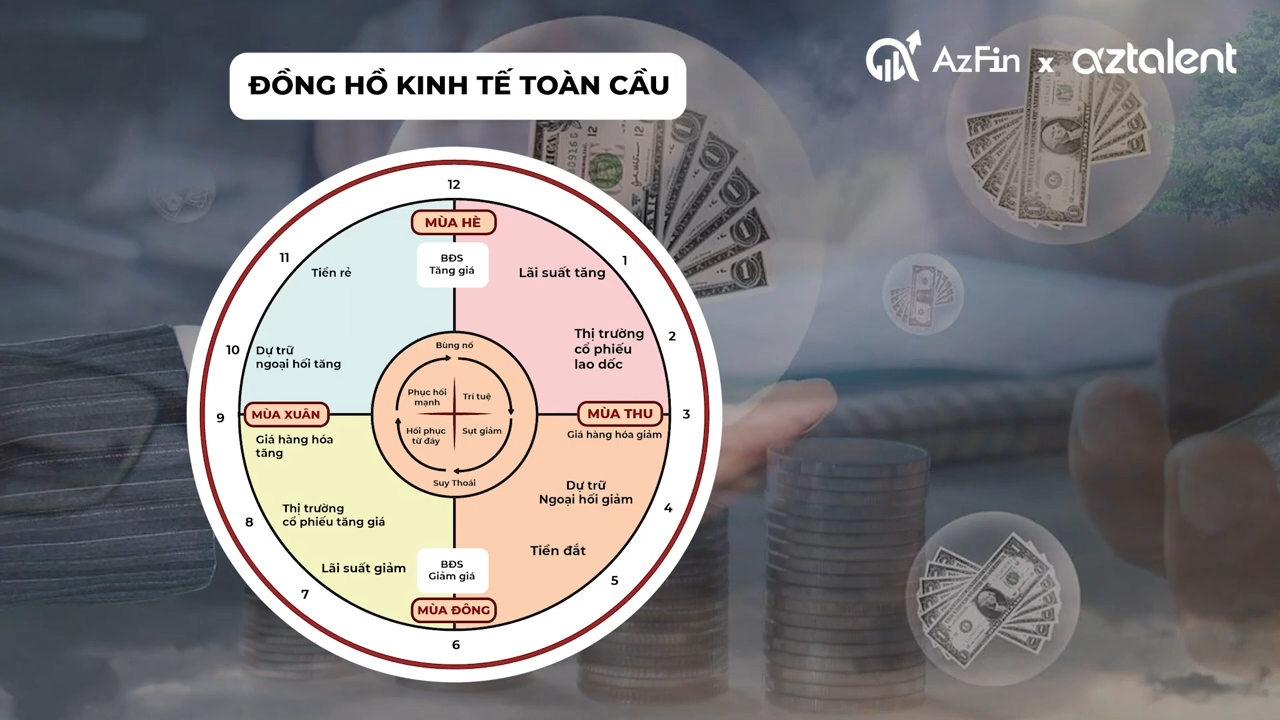 AzFin x aztalent
ĐỒNG HỒ KINH TẾ TOÀN CẦU
12
MÙA HÈ
BĐS
Tăng giá
11
Tiền rẻ
10
Dự trữ
ngoại hối tăng
1
Lãi suất tăng
2
Thị trường
cổ phiếu
lao dốc
Bùng nổ
Phục hồi
mạnh
Trí tuệ
Hồi phục
từ đáy
Sụt giảm
Suy Thoái
9
MÙA XUÂN
Giá hàng hóa
tăng
MÙA THU
3
Giá hàng hóa giảm
8
Thị trường
cổ phiếu tăng giá
Lãi suất giảm
7
Dự trữ
Ngoại hối giảm
4
Tiền đắt
5
BĐS
Giảm giá
MÙA ĐÔNG
6